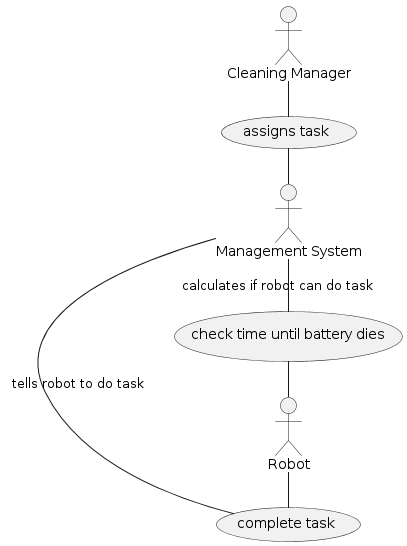 Cleaning Manager
assigns task
Management System
calculates if robot can do task
check time until battery dies
tells robot to do task
Robot
complete task